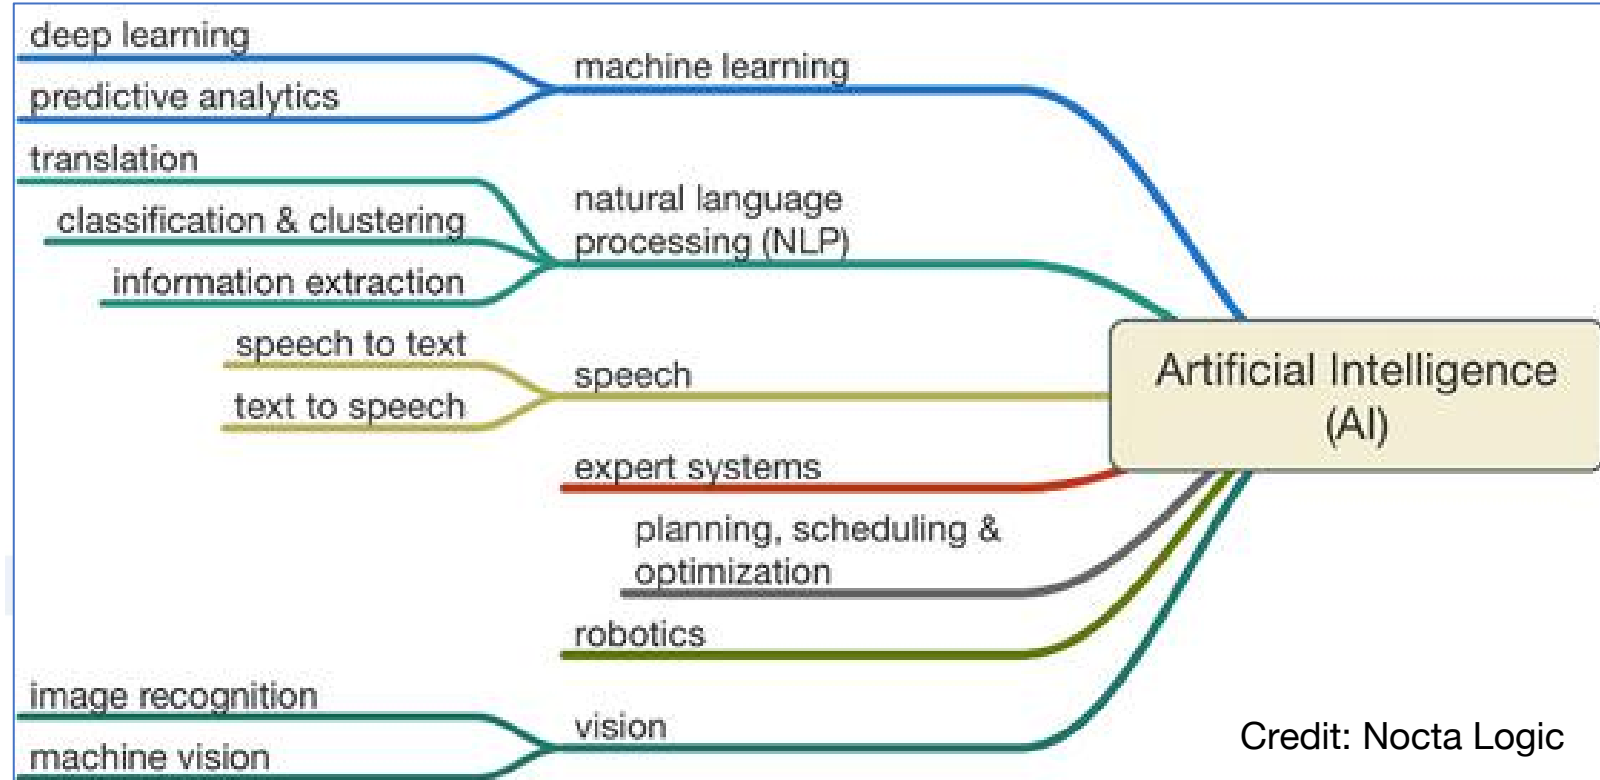 deep learning
machine learning
predictive analytics
translation
natural language
processing (NLP)
classification & clustering
information extraction
speech to text
speech
text to speech
Artificial Intelligence
(AI)
expert systems
planning, scheduling &
optimization
robotics
image recognition
vision
machine vision
Credit: Nocta Logic